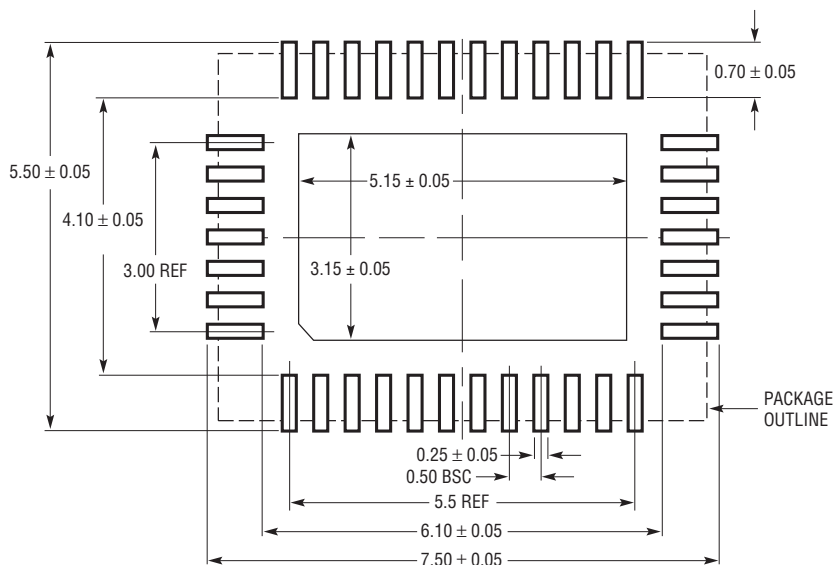 0.70 ± 0.05
5.50 ± 0.05
5.15 ± 0.05
4.10 ± 0.05
3.00 REF
3.15 ± 0.05
PACKAGE
OUTLINE
0.25 ± 0.05
0.50 BSC
5.5 REF
6.10 ± 0.05
7.50 ± 0.05